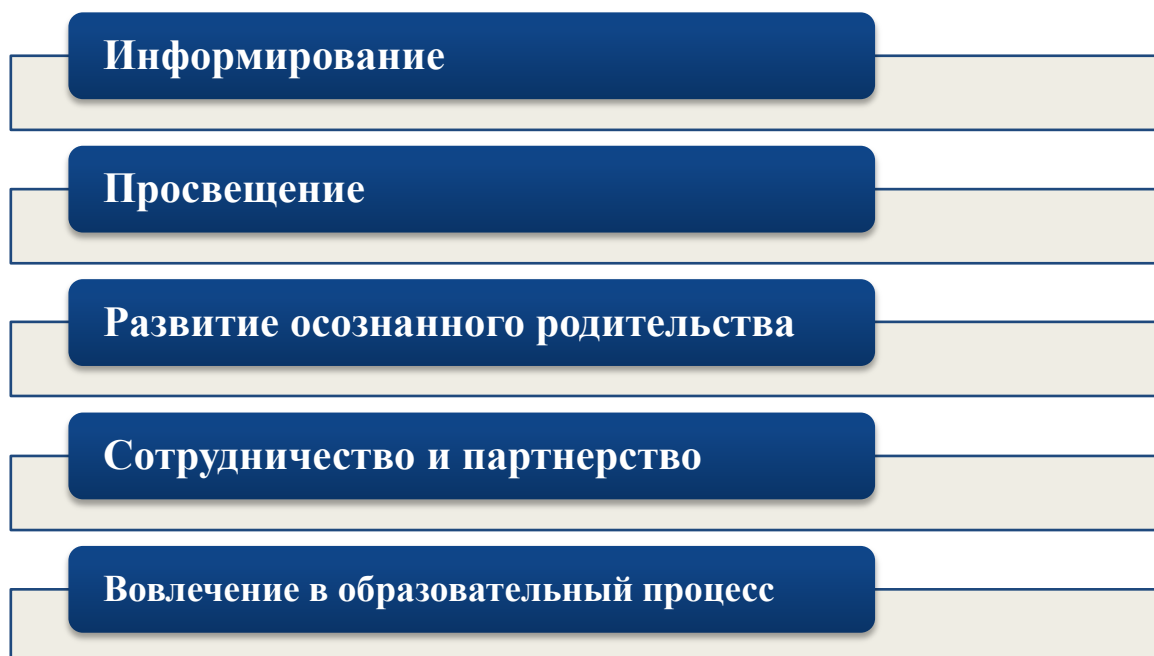 Информирование
Просвещение
Развитие осознанного родительства
Сотрудничество и партнерство
Вовлечение в образовательный процесс